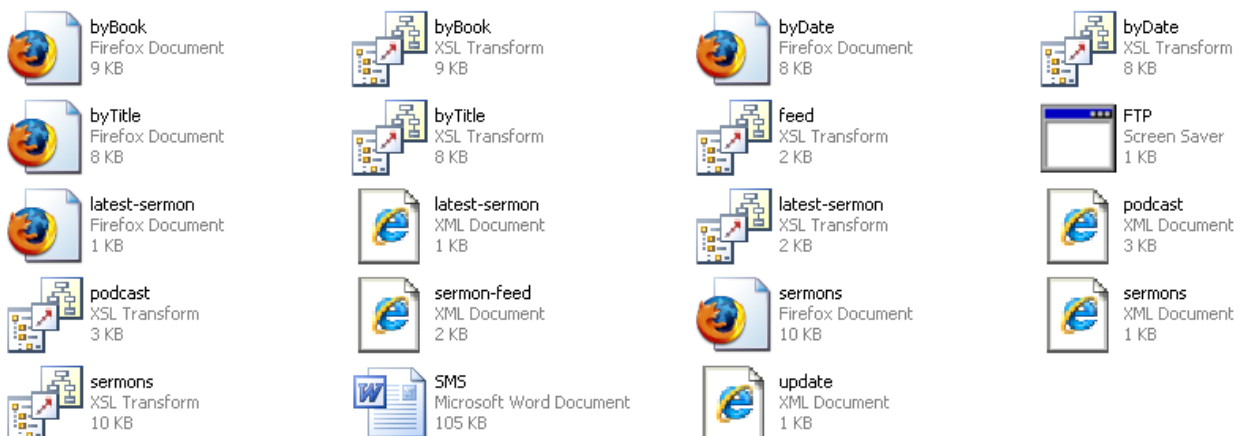 byBook
Firefox Document
9 KB
byBook
XSL Transform
9 KB
byDate
Firefox Document
8 KB
byDate
XSL Transform
8 KB
byTitle
Firefox Document
8 KB
byTitle
XSL Transform
8 KB
feed
XSL Transform
2 KB
FTP
Screen Saver
1 KB
latest-sermon
Firefox Document
1 KB
latest-sermon
XML Document
1 KB
latest-sermon
XSL Transform
2 KB
podcast
XML Document
3 KB
podcast
XSL Transform
3 KB
sermon-feed
XML Document
2 KB
sermons
Firefox Document
10 KB
sermons
XML Document
1 KB
sermons
XSL Transform
10 KB
SMS
Microsoft Word Document
105 KB
update
XML Document
1 KB